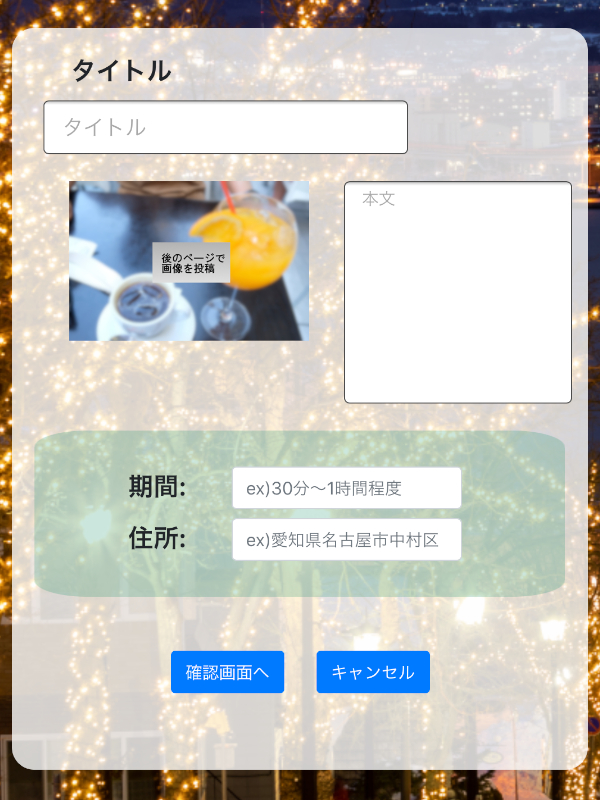 タイトル
タイトル
後のページで
画像を投稿
本文
期間:
ex)30分〜1時間程度
住所:
ex)愛知県名古屋市中村区
確認画面へ
キャンセル